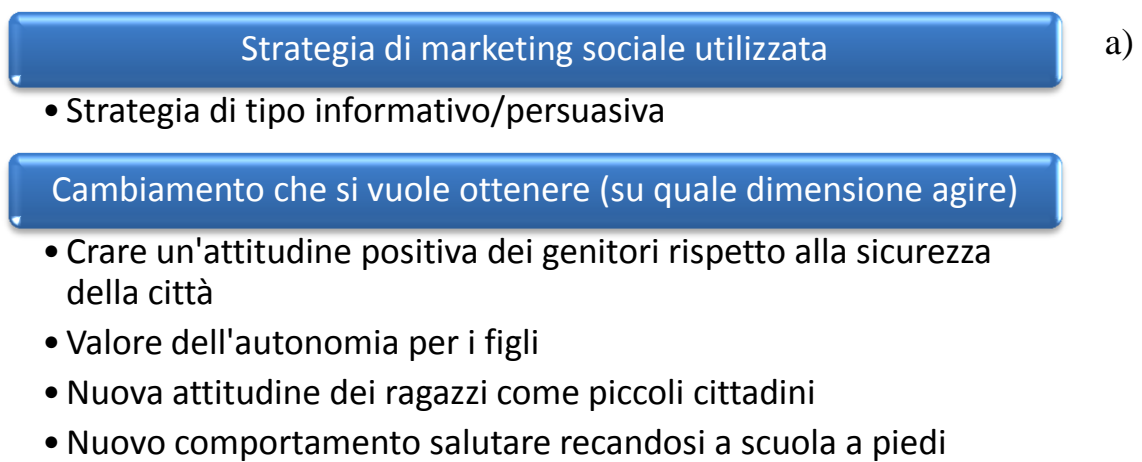 Strategia di marketing sociale utilizzata
a)
• Strategia di tipo informativo/persuasiva
Cambiamento che si vuole ottenere (su quale dimensione agire)
• Crare un'attitudine positiva dei genitori rispetto alla sicurezza
della città
• Valore dell'autonomia per i figli
• Nuova attitudine dei ragazzi come piccoli cittadini
• Nuovo comportamento salutare recandosi a scuola a piedi